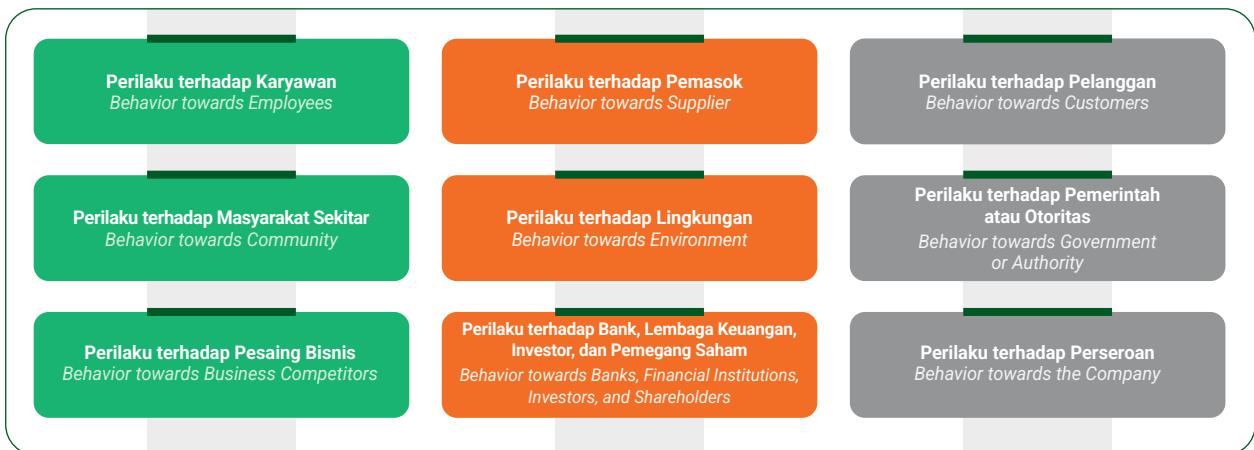 Perilaku terhadap Karyawan
Behavior towards Employees
Perilaku terhadap Pemasok
Behavior towards Supplier
Perilaku terhadap Pelanggan
Behavior towards Customers
Perilaku terhadap Masyarakat Sekitar
Behavior towards Community
Perilaku terhadap Lingkungan
Behavior towards Environment
Perilaku terhadap Pemerintah
atau Otoritas
Behavior towards Government
or Authority
Perilaku terhadap Pesaing Bisnis
Behavior towards Business Competitors
Perilaku terhadap Bank, Lembaga Keuangan,
Investor, dan Pemegang Saham
Behavior towards Banks, Financial Institutions,
Investors, and Shareholders
Perilaku terhadap Perseroan
Behavior towards the Company